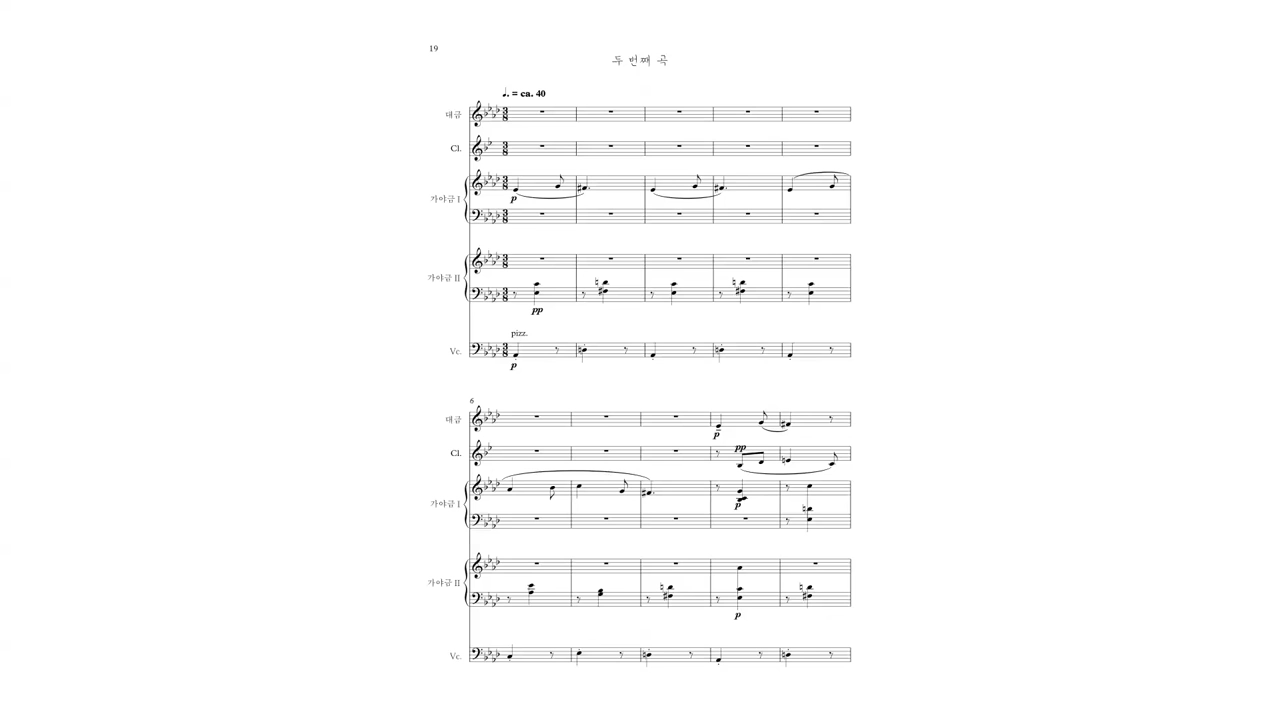 19
두 번째 곡
♩. = ca. 40
대금
Cl.
가야금 I
p
가야금 II
pp
pizz.
Vc.
p
6
대금
p
Cl.
pp
가야금 I
p
가야금 II
p
Vc.